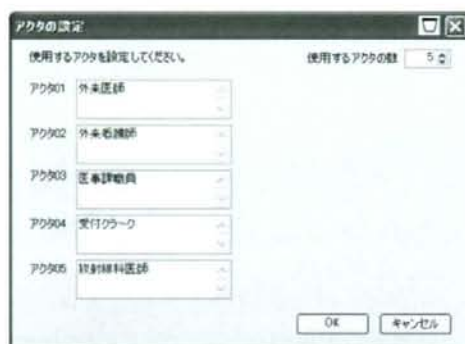 アクタの設定
使用するアクタを設定してください。 使用するアクタの数 5
アクタ01 外来医師
アクタ02 外来看護師
アクタ03 医事課職員
アクタ04 受付クラーク
アクタ05 放射線科医師
OK キャンセル